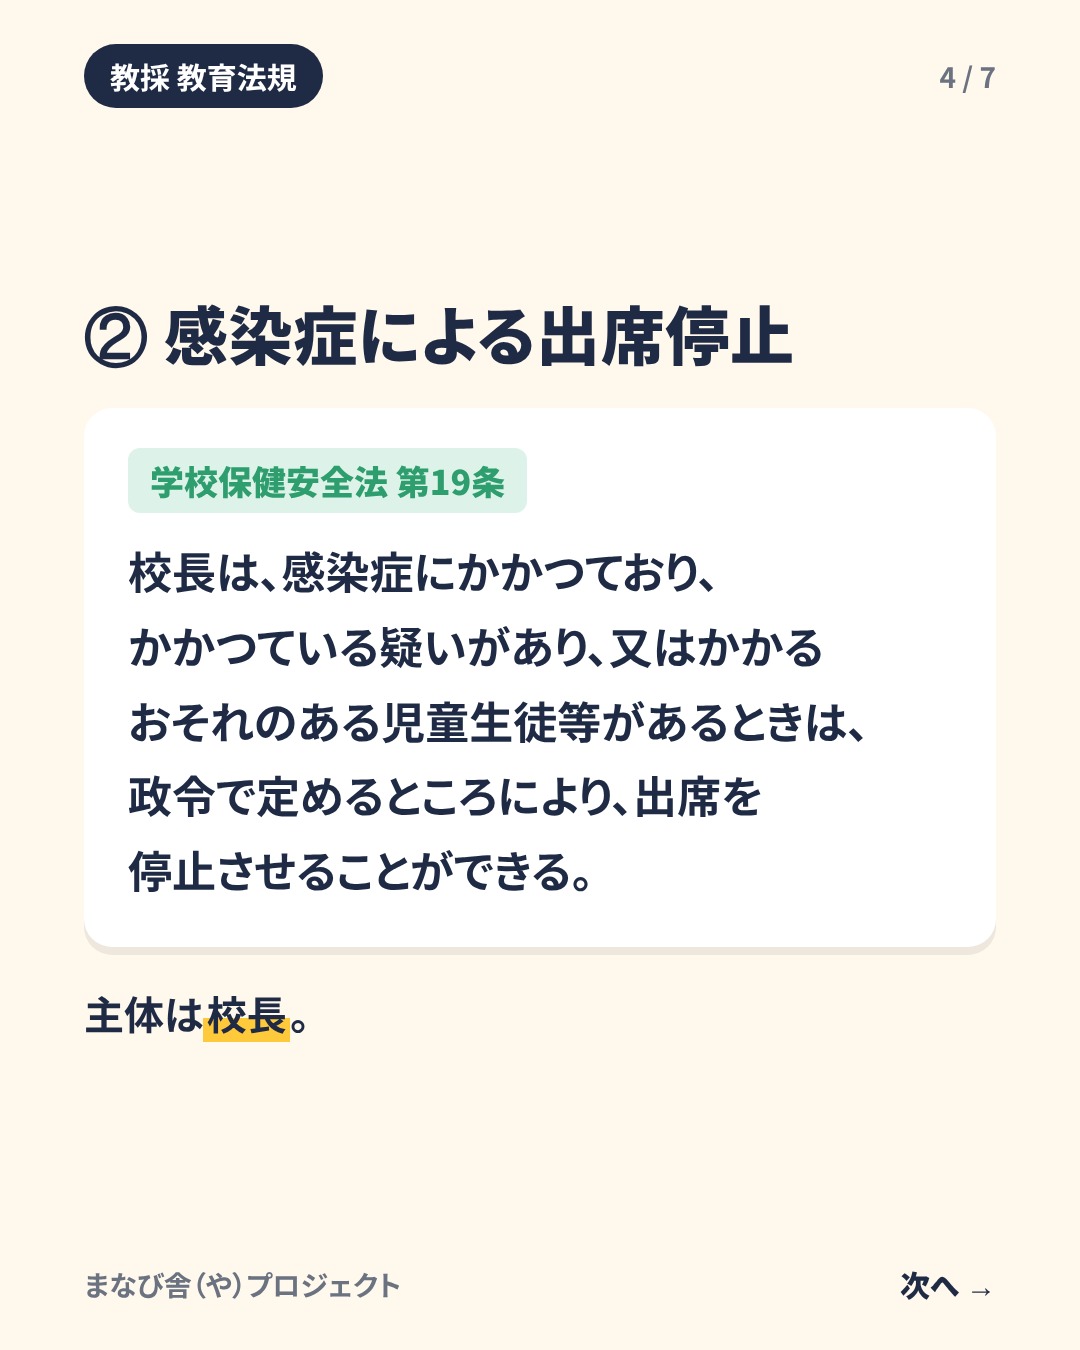 教採 教育法規
4 / 7
② 感染症による出席停止
学校保健安全法 第19条
校長は、感染症にかかつており、
かかつている疑いがあり、又はかかる
おそれのある児童生徒等があるときは、
政令で定めるところにより、出席を
停止させることができる。
主体は校長。
まなび舎（や）プロジェクト
次へ →